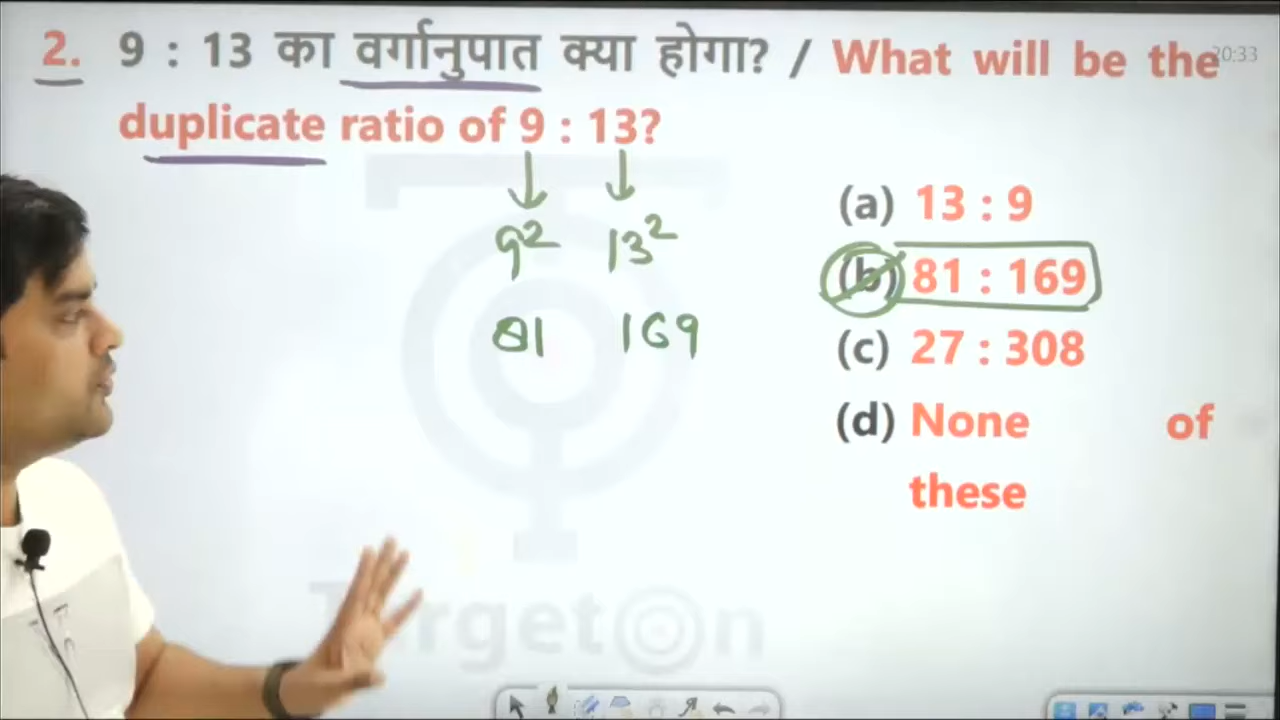 2. 9 : 13 का वर्गानुपात क्या होगा? / What will be the
20:33
duplicate ratio of 9 : 13?
9² 13²
81 169
(a) 13 : 9
(b) 81 : 169
(c) 27 : 308
(d) None of
these
Targeton